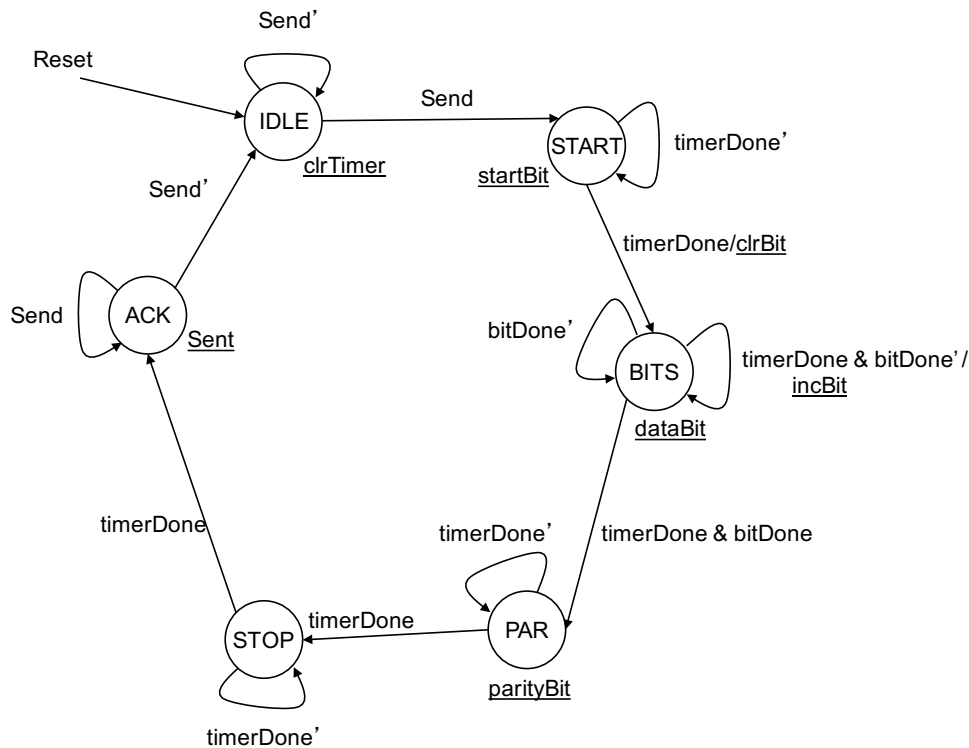 Send’
Reset
Send
IDLE
START
timerDone’
clrTimer
startBit
Send’
timerDone/clrBit
Send
ACK
Sent
bitDone’
BITS
timerDone & bitDone’/
incBit
dataBit
timerDone
timerDone’
timerDone & bitDone
timerDone
STOP
PAR
parityBit
timerDone’